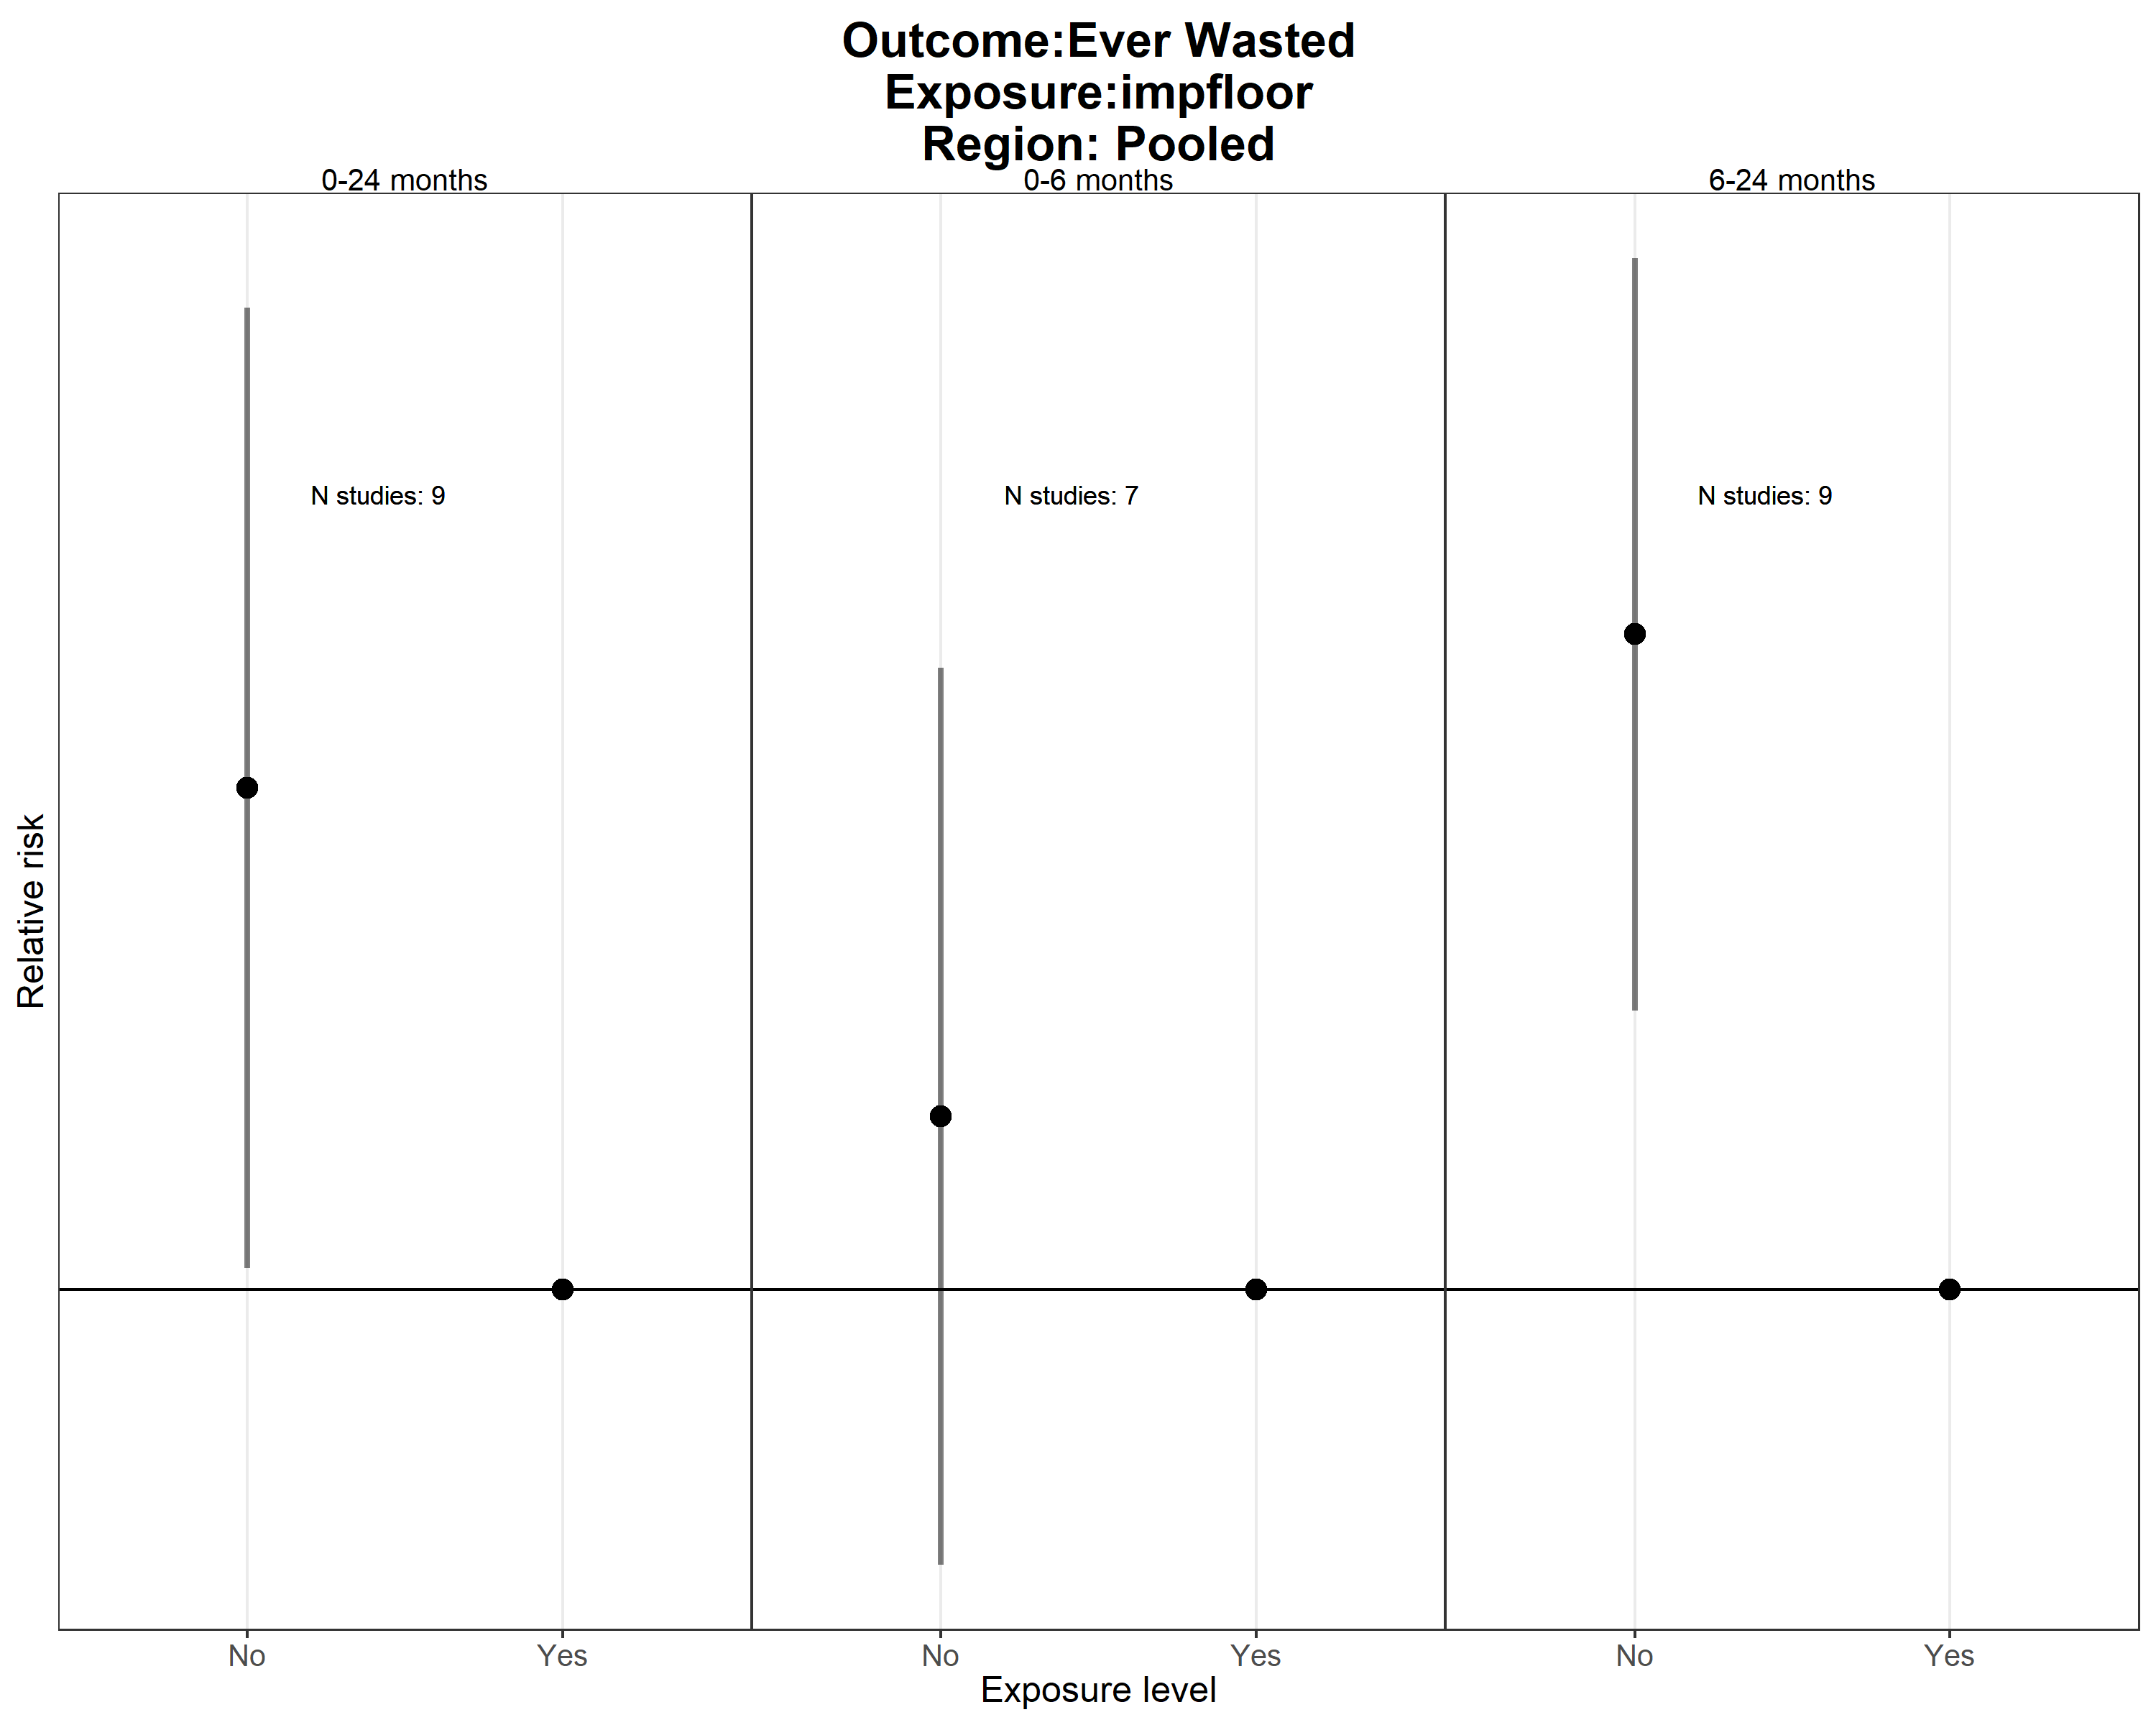 Outcome:Ever Wasted
Exposure:impfloor
Region: Pooled
0-24 months
0-6 months
6-24 months
N studies: 9
N studies: 7
N studies: 9
Relative risk
No
Yes
No
Yes
No
Yes
Exposure level